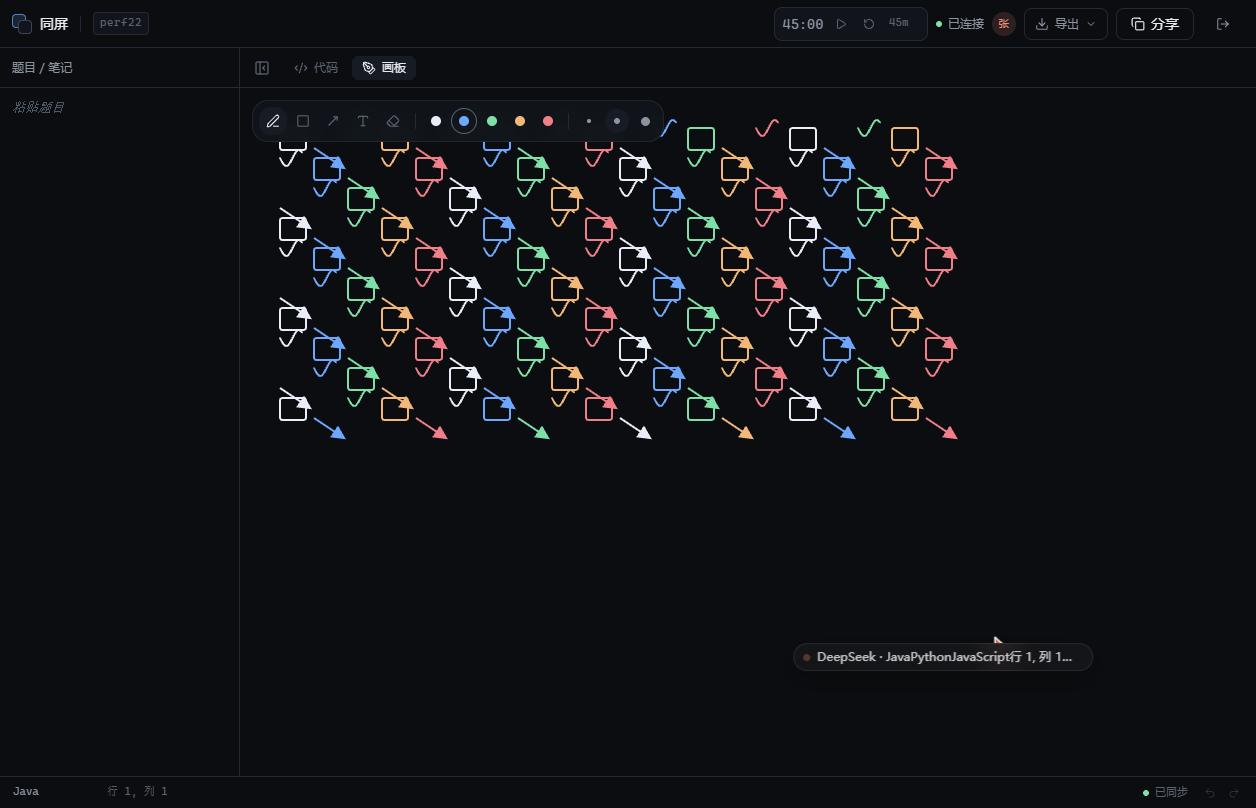 同屏 perf22 45:00 45m 已连接 张 导出 分享
题目 / 笔记 代码 画板
粘贴题目
DeepSeek · JavaPythonJavaScript行 1, 列 1...
Java 行 1, 列 1 已同步